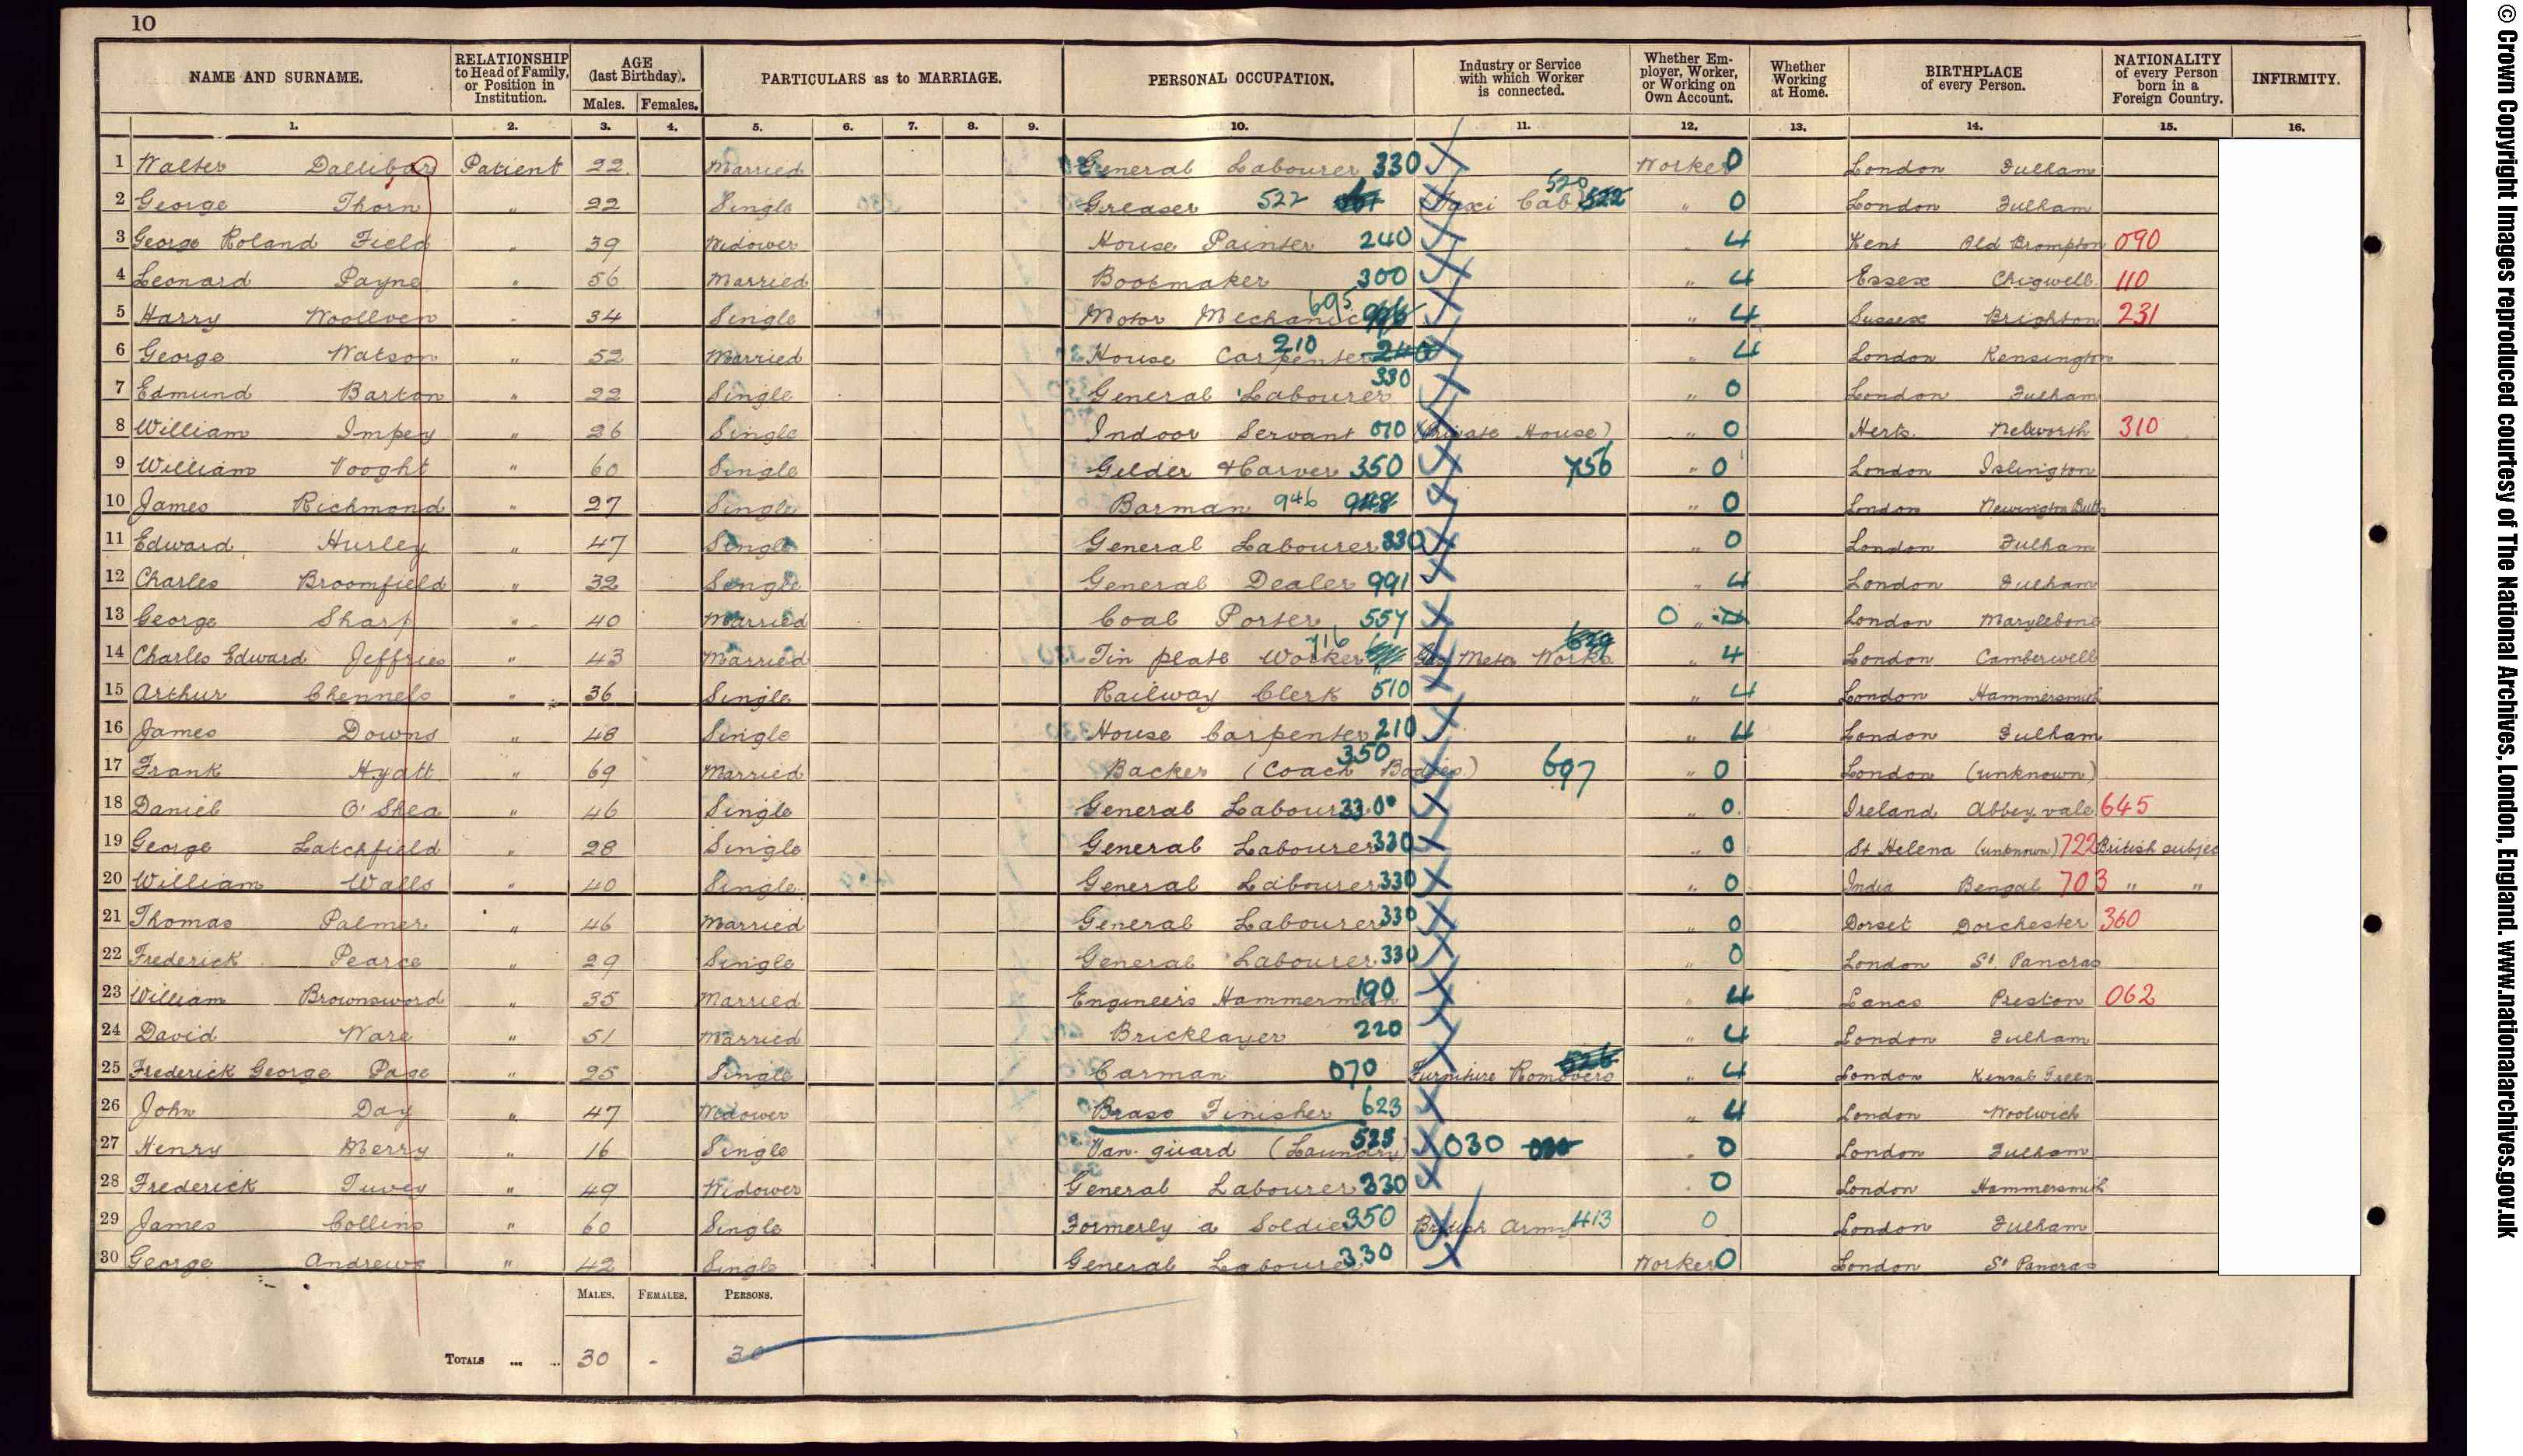 10
NAME AND SURNAME. RELATIONSHIP to Head of Family, or Position in Institution. AGE (last Birthday). Males. Females. PARTICULARS as to MARRIAGE. PERSONAL OCCUPATION. Industry or Service with which Worker is connected. Whether Employer, Worker, or Working on Own Account. Whether Working at Home. BIRTHPLACE of every Person. NATIONALITY of every Person born in a Foreign Country. INFIRMITY.
1. 2. 3. 4. 5. 6. 7. 8. 9. 10. 11. 12. 13. 14. 15. 16.
1 Walter Dallibar Patient 22 Married General Labourer 330 Worker 0 London Fulham
2 George Thorn " 22 Single Greaser 522 Taxi Cab 520 522 " 0 London Fulham
3 George Roland Field " 39 Widower House Painter 240 4 Kent Old Brompton 090
4 Leonard Payne " 56 Married Bootmaker 300 " 4 Essex Chigwell 110
5 Harry Woollven " 34 Single Motor Mechanic 695 " 4 Sussex Brighton 231
6 George Watson " 52 Married House Carpenter 210 240 " 4 London Kensington
7 Edmund Barton " 22 Single General Labourer 330 " 0 London Fulham
8 William Impey " 26 Single Indoor Servant 010 (Private House) " 0 Herts. Nelworth 310
9 William Vooght " 60 Single Gilder & Carver 350 756 " 0 London Islington
10 James Richmond " 27 Single Barman 946 948 " 0 London Newington Butts
11 Edward Hurley " 47 Single General Labourer 330 " 0 London Fulham
12 Charles Broomfield " 32 Single General Dealer 991 " 4 London Fulham
13 George Sharp " 40 Married Coal Porter 557 0 " London Marylebone
14 Charles Edward Jeffries " 43 Married Tin plate Worker 716 Gas Meter Works " 4 London Camberwell
15 Arthur Chennels " 36 Single Railway Clerk 510 " 4 London Hammersmith
16 James Downs " 48 Single House Carpenter 210 " 4 London Fulham
17 Frank Hyatt " 69 Married Backer (Coach Bodies) 350 697 " 0 London (unknown)
18 Daniel O'Shea " 46 Single General Labourer 330 " 0 Ireland Abbeyvale 645
19 George Latchfield " 28 Single General Labourer 330 " 0 St Helena (unknown) 722 British subject
20 William Walls " 40 Single General Labourer 330 " 0 India Bengal 703 " "
21 Thomas Palmer " 46 Married General Labourer 330 " 0 Dorset Dorchester 360
22 Frederick Pearce " 29 Single General Labourer 330 " 0 London St. Pancras
23 William Brownsword " 35 Married Engineers Hammerman 190 " 4 Lancs Preston 062
24 David Ware " 51 Married Bricklayer 220 " 4 London Fulham
25 Frederick George Page " 25 Single Carman 070 Furniture Removers " 4 London Kensal Green
26 John Day " 47 Widower Brass Finisher 623 " 4 London Woolwich
27 Henry Merry " 16 Single Van guard (Laundry) 525 030 " 0 London Fulham
28 Frederick Tuvey " 49 Widower General Labourer 330 " 0 London Hammersmith
29 James Collins " 60 Single Formerly a Soldier 350 British Army 413 0 London Fulham
30 George Andrews " 42 Single General Labourer 330 Worker 0 London St Pancras
MALES. FEMALES. PERSONS.
TOTALS ... ... 30 - 30
© Crown Copyright Images reproduced courtesy of The National Archives, London, England. www.nationalarchives.gov.uk